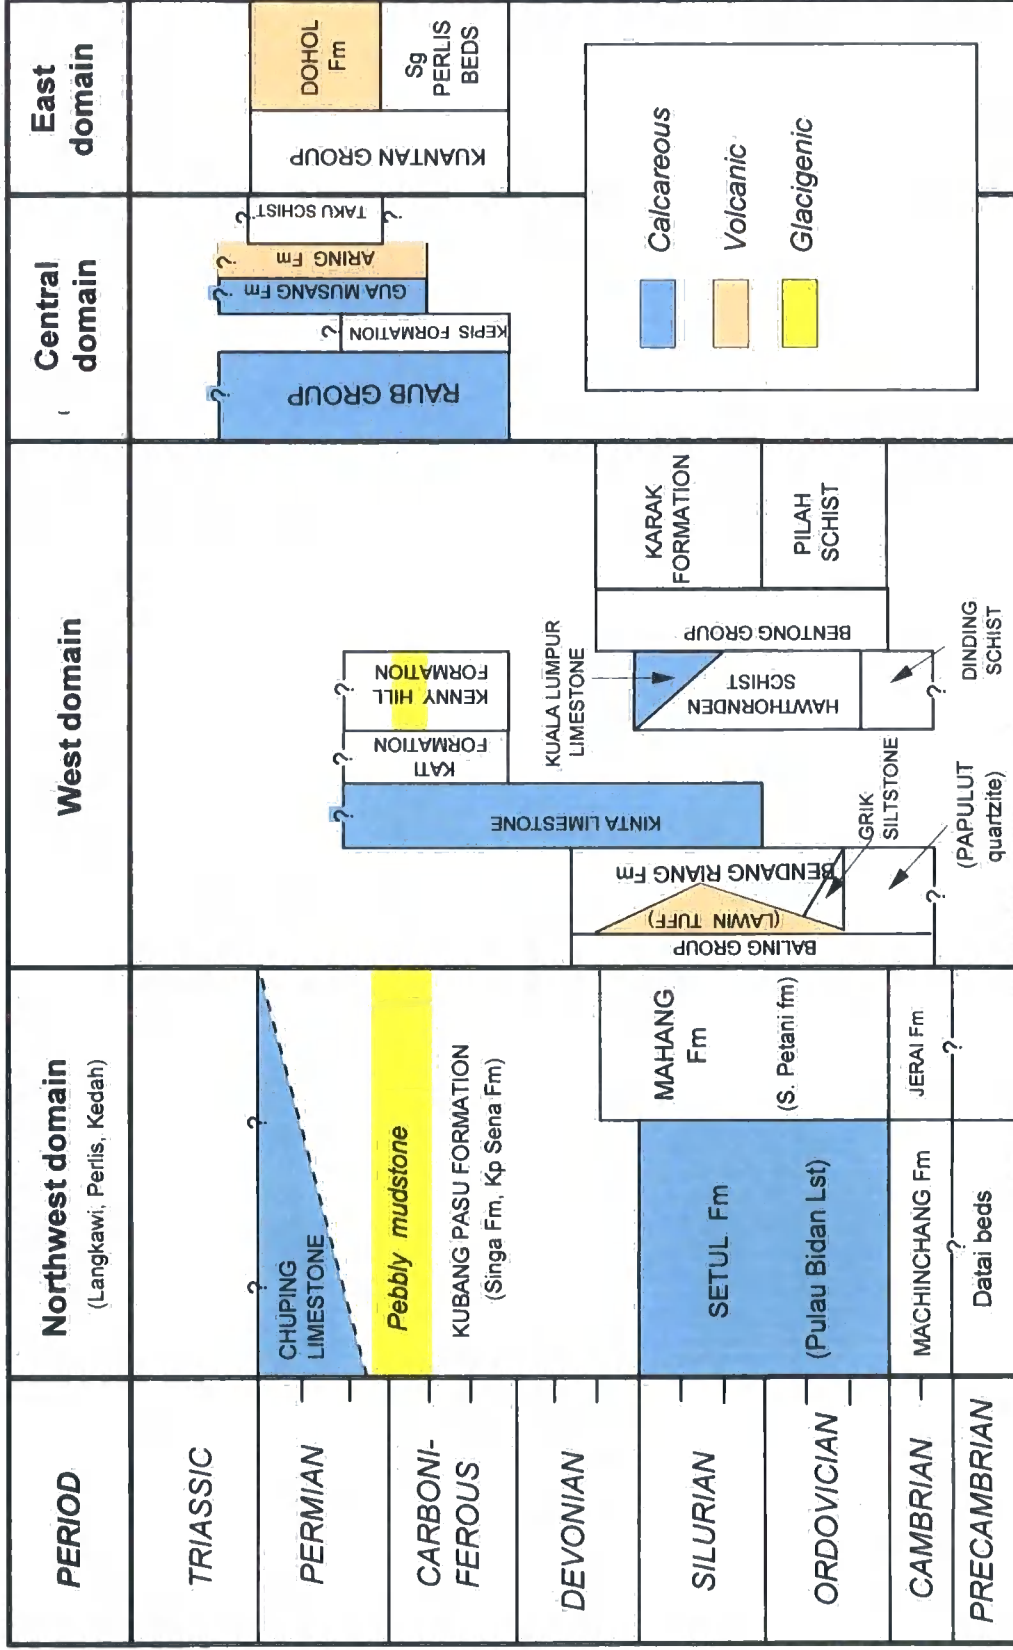 PERIOD
Northwest domain
(Langkawi, Perlis, Kedah)
West domain
Central
domain
(
East
domain
TRIASSIC
PERMIAN
CARBONI-
FEROUS
DEVONIAN
SILURIAN
ORDOVICIAN
CAMBRIAN
PRECAMBRIAN
?
?
CHUPING
LIMESTONE
Pebbly mudstone
KUBANG PASU FORMATION
(Singa Fm, Kp Sena Fm)
SETUL Fm
(Pulau Bidan Lst)
MACHINCHANG Fm
?
Datai beds
MAHANG
Fm
(S. Petani fm)
JERAI Fm
?
BALING GROUP
(LAWIN TUFF)
BENDANG RIANG Fm
GRIK
SILTSTONE
(PAPULUT
quartzite)
?
?
KINTA LIMESTONE
?
KATI
FORMATION
?
KENNY HILL
FORMATION
KUALA LUMPUR
LIMESTONE
HAWTHORNDEN
SCHIST
DINDING
SCHIST
?
BENTONG GROUP
KARAK
FORMATION
PILAH
SCHIST
?
RAUB GROUP
?
KEPIS FORMATION
?
GUA MUSANG Fm
?
ARING Fm
?
TAKU SCHIST
?
KUANTAN GROUP
DOHOL
Fm
Sg
PERLIS
BEDS
Calcareous
Volcanic
Glacigenic